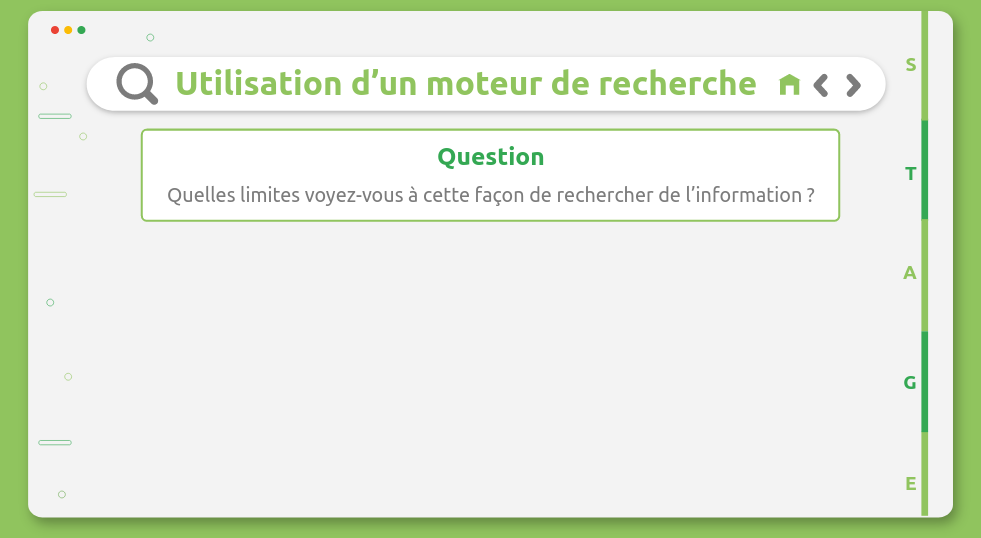 Utilisation d’un moteur de recherche
Question
Quelles limites voyez-vous à cette façon de rechercher de l’information ?
S
T
A
G
E